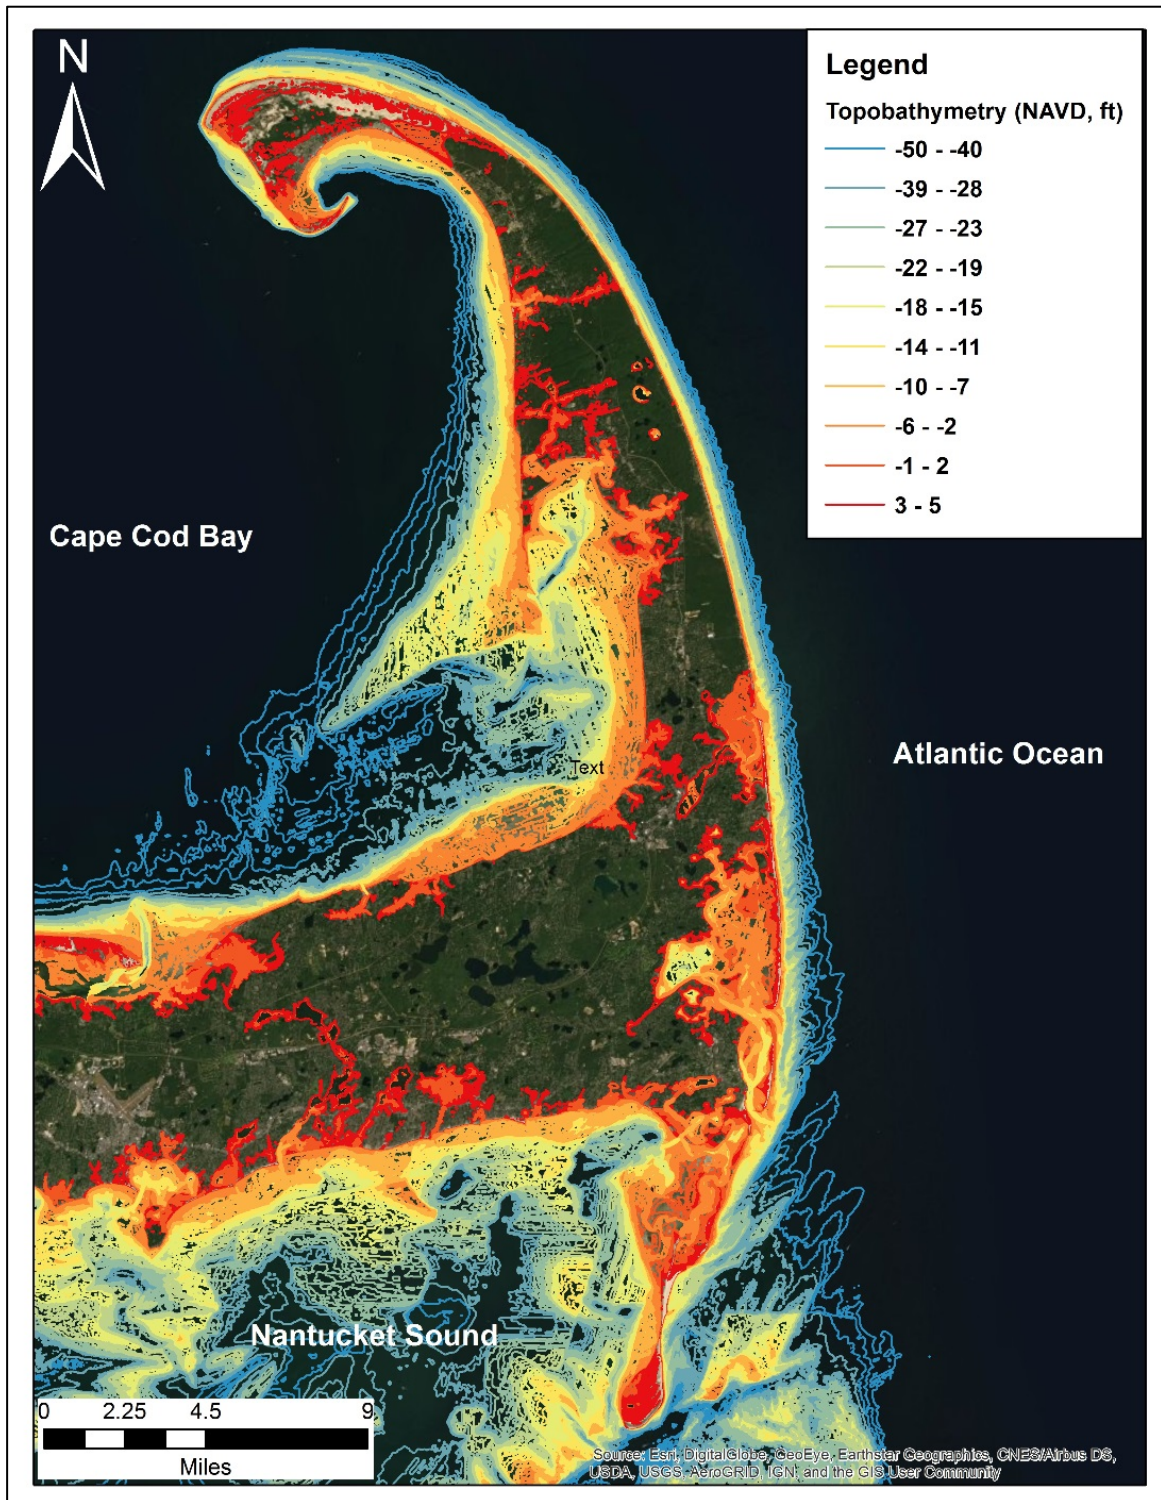 N
Legend
Topobathymetry (NAVD, ft)
-50 - -40
-39 - -28
-27 - -23
-22 - -19
-18 - -15
-14 - -11
-10 - -7
-6 - -2
-1 - 2
3 - 5
Cape Cod Bay
Atlantic Ocean
Text
Nantucket Sound
0 2.25 4.5 9
Miles
Source: Esri, DigitalGlobe, GeoEye, Earthstar Geographics, CNES/Airbus DS,
USDA, USGS, AeroGRID, IGN, and the GIS User Community